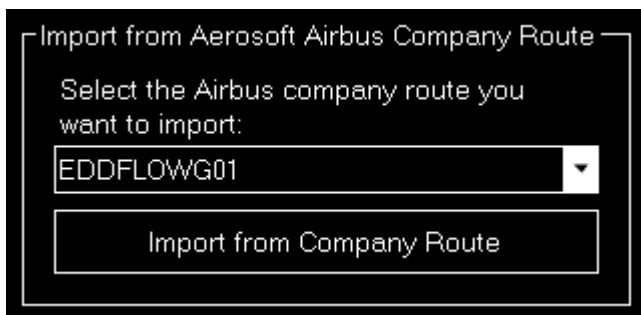 Import from Aerosoft Airbus Company Route
Select the Airbus company route you
want to import:
EDDFLOWG01
Import from Company Route